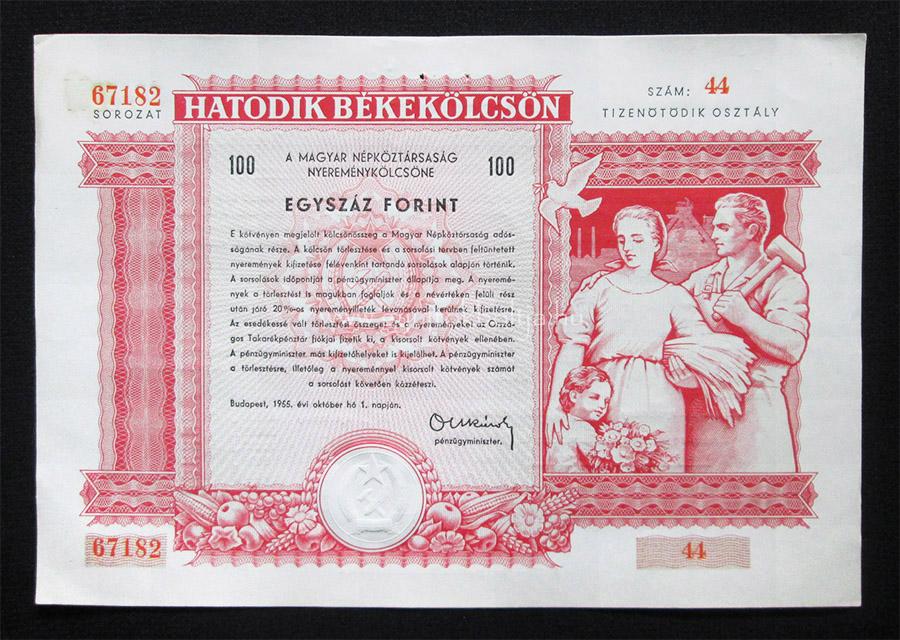 67182
SOROZAT
HATODIK BÉKEKÖLCSÖN
SZÁM: 44
TIZENÖTÖDIK OSZTÁLY
100
A MAGYAR NÉPKÖZTÁRSASÁG
NYEREMÉNYKÖLCSÖNE
100
EGYSZÁZ FORINT
E kötvényen megjelölt kölcsönösszeg a Magyar Népköztársaság adós-
ságának része. A kölcsön törlesztése és a sorsolási tervben feltüntetett
nyeremények kifizetése félévenkint tartandó sorsolások alapján történik.
A sorsolások időpontját a pénzügyminiszter állapítja meg. A nyeremé-
nyek a törlesztést is magukban foglalják és a névértéken felüli rész
után járó 20%-os nyereményilleték levonásával kerülnek kifizetésre.
Az esedékessé vált törlesztési összeget és a nyereményeket az Orszá-
gos Takarékpénztár fiókjai fizetik ki, a kisorsolt kötvények ellenében.
A pénzügyminiszter más kifizetőhelyeket is kijelölhet. A pénzügyminiszter
a törlesztésre, illetőleg a nyereménnyel kisorsolt kötvények számát
a sorsolást követően közzéteszi.
Budapest, 1955. évi október hó 1. napján.
pénzügyminiszter.
67182
44